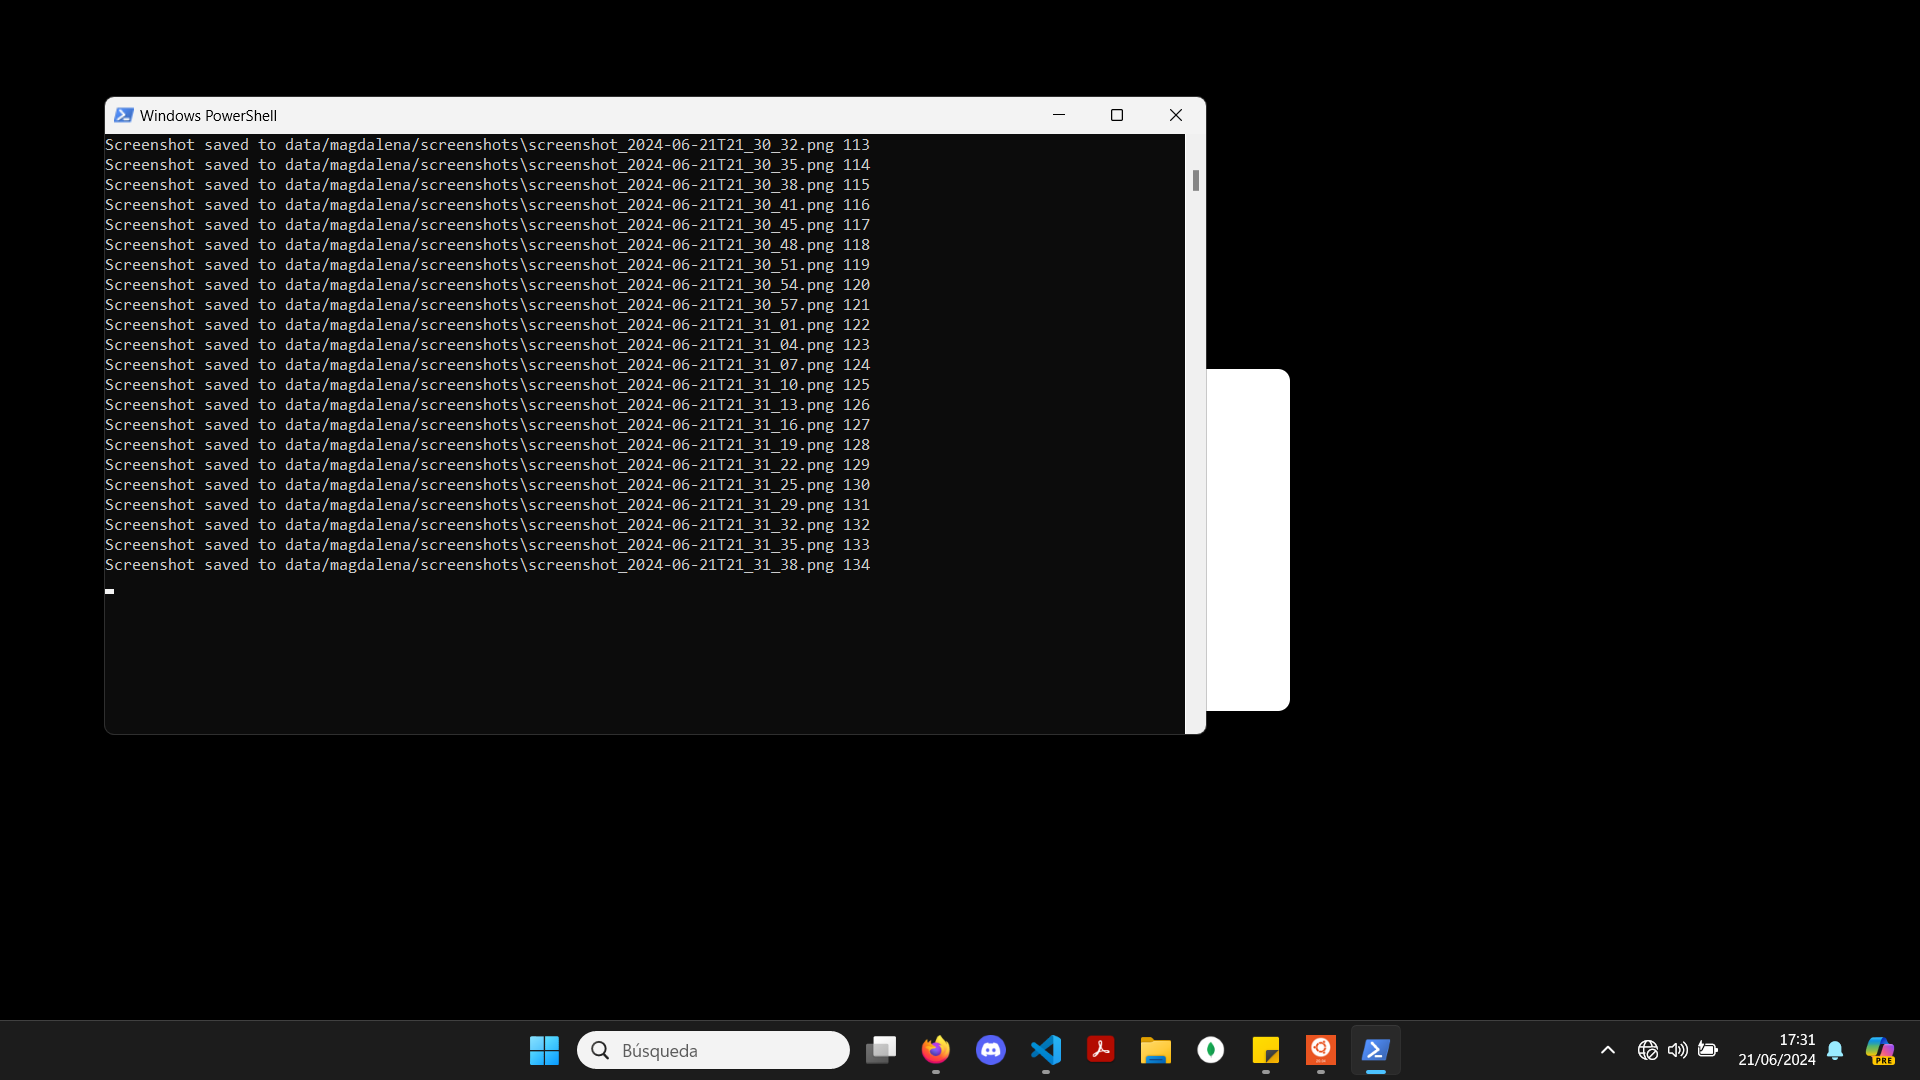 Windows PowerShell
Screenshot saved to data/magdalena/screenshots\screenshot_2024-06-21T21_30_32.png 113
Screenshot saved to data/magdalena/screenshots\screenshot_2024-06-21T21_30_35.png 114
Screenshot saved to data/magdalena/screenshots\screenshot_2024-06-21T21_30_38.png 115
Screenshot saved to data/magdalena/screenshots\screenshot_2024-06-21T21_30_41.png 116
Screenshot saved to data/magdalena/screenshots\screenshot_2024-06-21T21_30_45.png 117
Screenshot saved to data/magdalena/screenshots\screenshot_2024-06-21T21_30_48.png 118
Screenshot saved to data/magdalena/screenshots\screenshot_2024-06-21T21_30_51.png 119
Screenshot saved to data/magdalena/screenshots\screenshot_2024-06-21T21_30_54.png 120
Screenshot saved to data/magdalena/screenshots\screenshot_2024-06-21T21_30_57.png 121
Screenshot saved to data/magdalena/screenshots\screenshot_2024-06-21T21_31_01.png 122
Screenshot saved to data/magdalena/screenshots\screenshot_2024-06-21T21_31_04.png 123
Screenshot saved to data/magdalena/screenshots\screenshot_2024-06-21T21_31_07.png 124
Screenshot saved to data/magdalena/screenshots\screenshot_2024-06-21T21_31_10.png 125
Screenshot saved to data/magdalena/screenshots\screenshot_2024-06-21T21_31_13.png 126
Screenshot saved to data/magdalena/screenshots\screenshot_2024-06-21T21_31_16.png 127
Screenshot saved to data/magdalena/screenshots\screenshot_2024-06-21T21_31_19.png 128
Screenshot saved to data/magdalena/screenshots\screenshot_2024-06-21T21_31_22.png 129
Screenshot saved to data/magdalena/screenshots\screenshot_2024-06-21T21_31_25.png 130
Screenshot saved to data/magdalena/screenshots\screenshot_2024-06-21T21_31_29.png 131
Screenshot saved to data/magdalena/screenshots\screenshot_2024-06-21T21_31_32.png 132
Screenshot saved to data/magdalena/screenshots\screenshot_2024-06-21T21_31_35.png 133
Screenshot saved to data/magdalena/screenshots\screenshot_2024-06-21T21_31_38.png 134
Búsqueda
17:31
21/06/2024
PRE